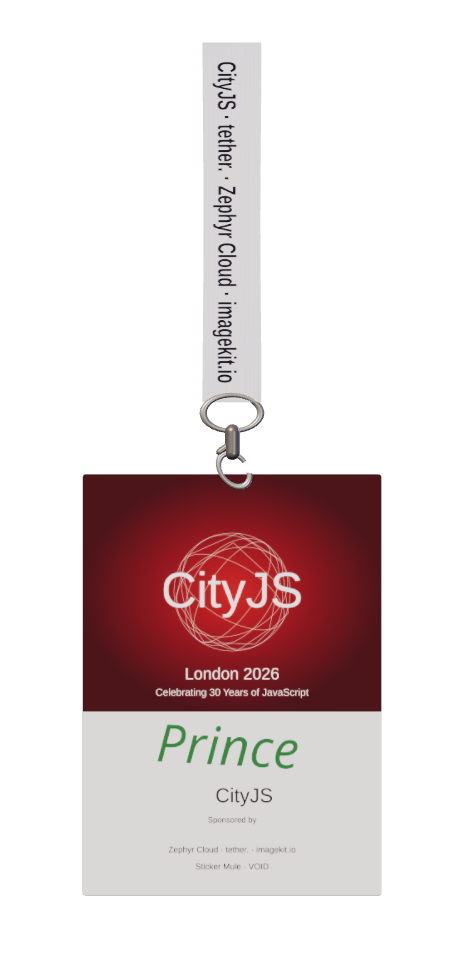 CityJS · tether. · Zephyr Cloud · imagekit.io
CityJS
London 2026
Celebrating 30 Years of JavaScript
Prince
CityJS
Sponsored by
Zephyr Cloud · tether. · imagekit.io
Sticker Mule · VOID